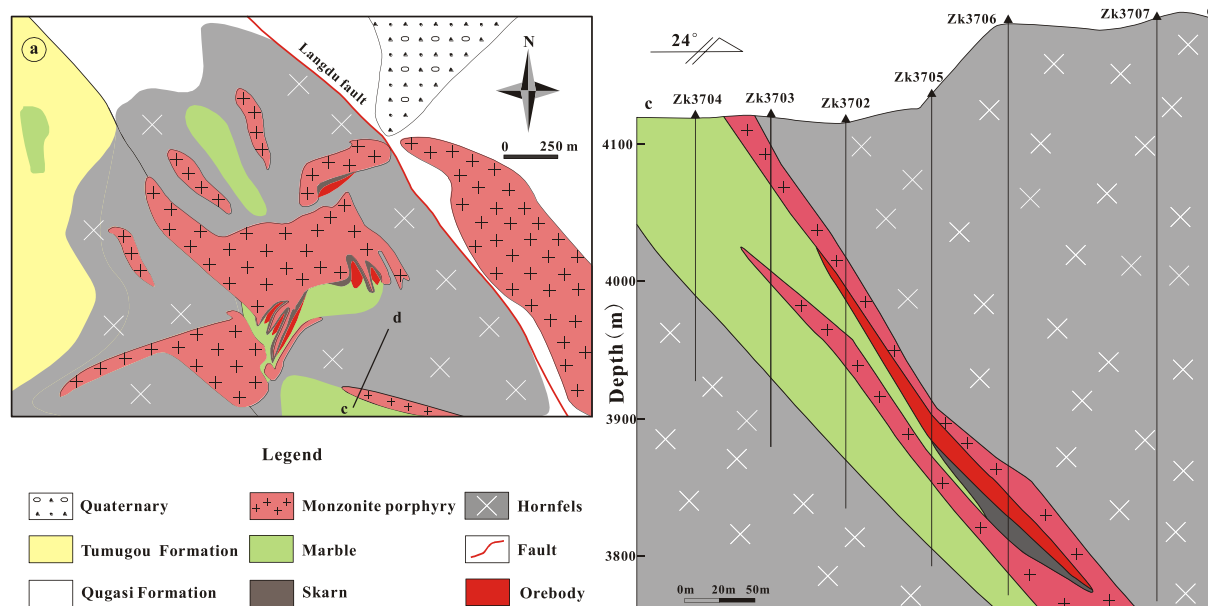 a
Langdu fault
N
0 250 m
d
c
Legend
Quaternary
Monzonite porphyry
Hornfels
Tumugou Formation
Marble
Fault
Qugasi Formation
Skarn
Orebody
24°
c
Zk3704
Zk3703
Zk3702
Zk3705
Zk3706
Zk3707
4100
4000
3900
3800
Depth(m)
0m 20m 50m